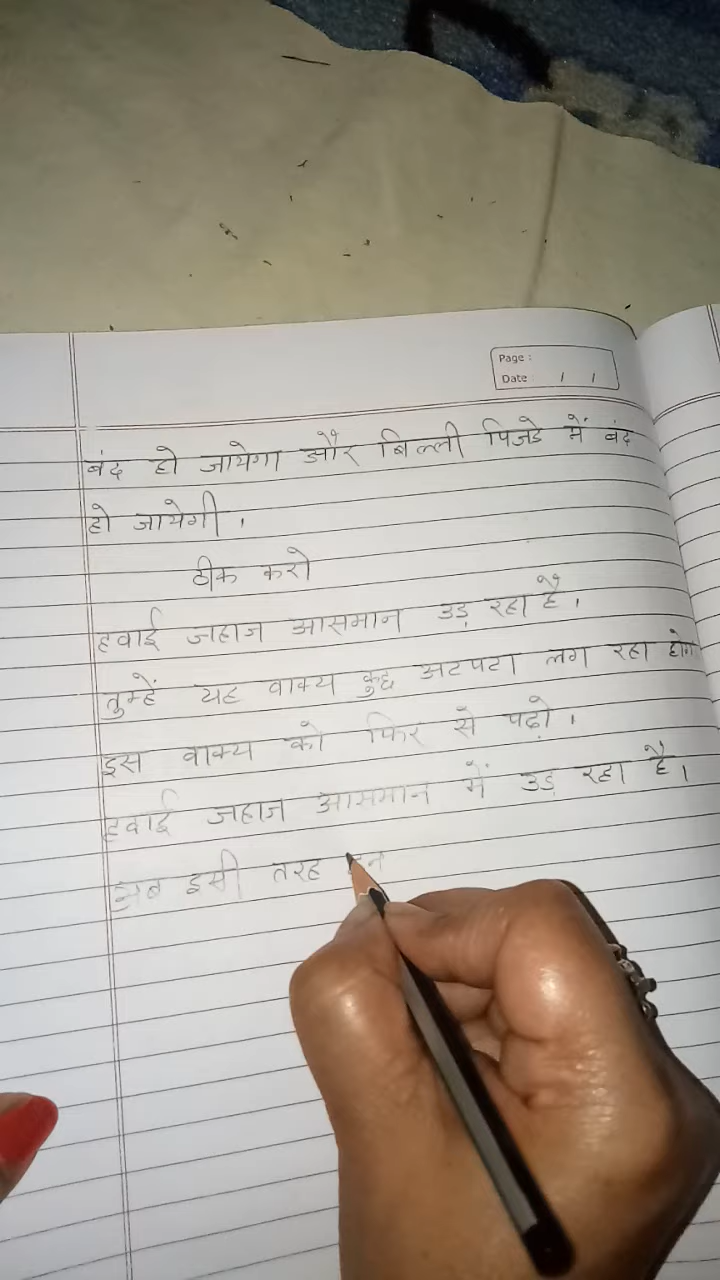 Page :
Date / /
बंद हो जायेगा और बिल्ली पिजडे में बंद
हो जायेगी ।
ठीक करो
हवाई जहाज आसमान उड़ रहा है ।
तुम्हें यह वाक्य कुछ अटपटा लग रहा
इस वाक्य को फिर से पढ़ो ।
हवाई जहाज आसमान में उड़ रहा है ।
अब इसी तरह